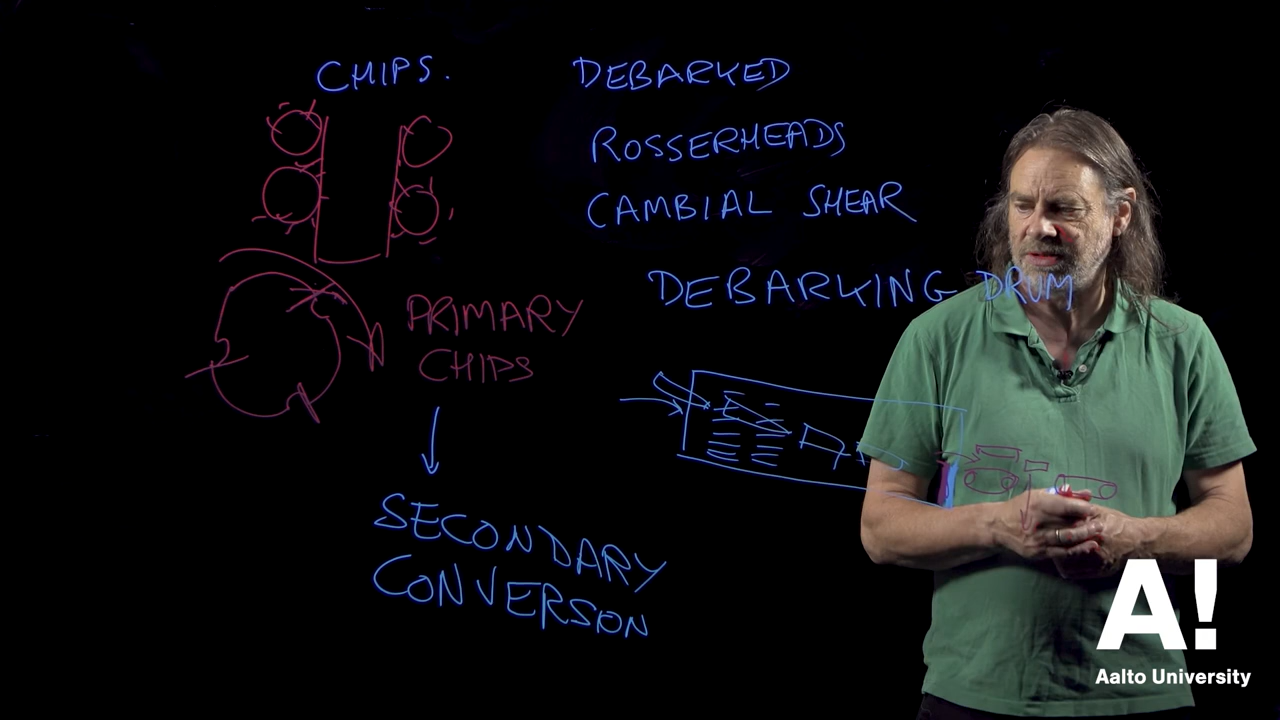 CHIPS.
DEBARKED
ROSSERHEADS
CAMBIAL SHEAR
DEBARKING DRUM
PRIMARY
CHIPS
SECONDARY
CONVERSON
A!
Aalto University